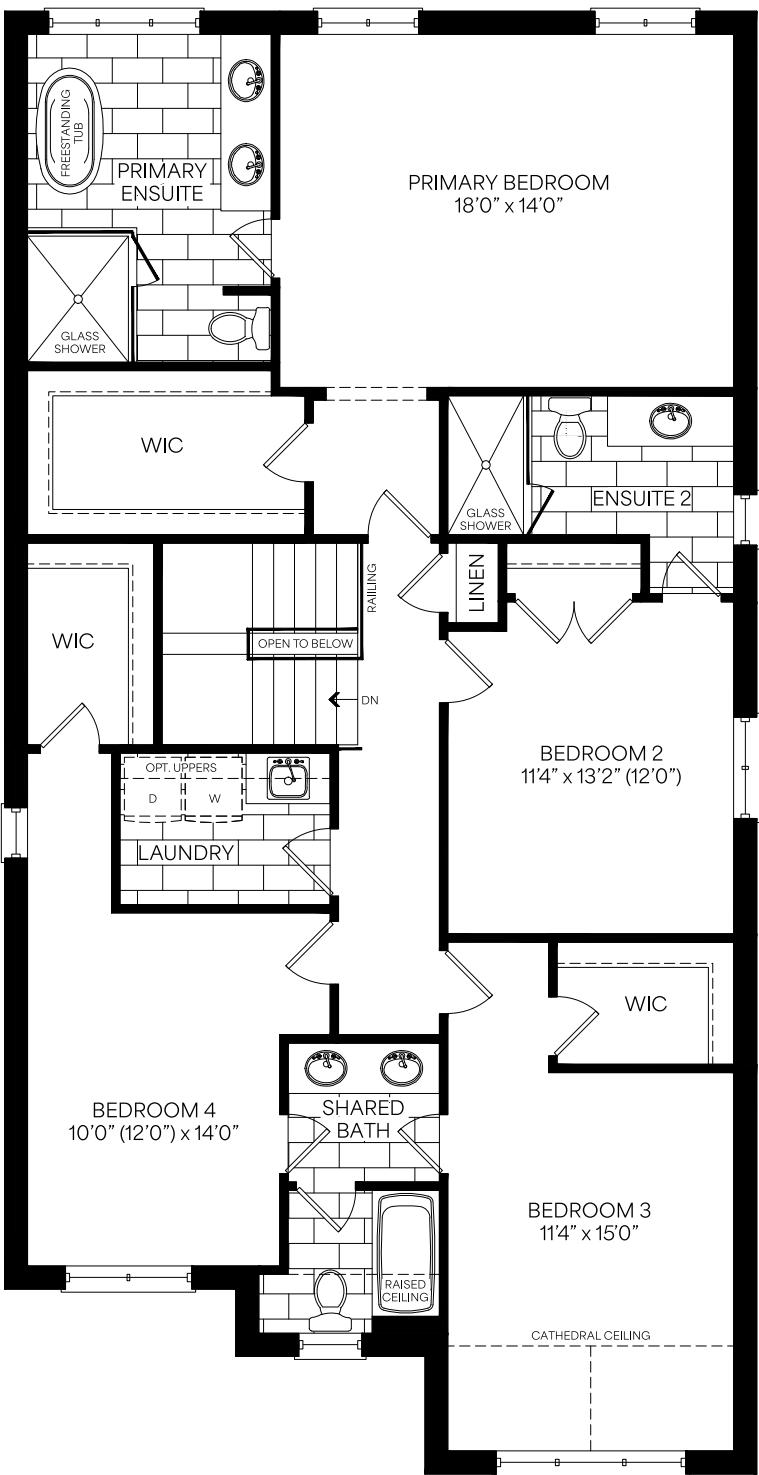 FREESTANDING
TUB
PRIMARY
ENSUITE
PRIMARY BEDROOM
18'0" x 14'0"
GLASS
SHOWER
WIC
GLASS
SHOWER
ENSUITE 2
LINEN
RAIILING
WIC
OPEN TO BELOW
DN
BEDROOM 2
11'4" x 13'2" (12'0")
OPT. UPPERS
D
W
LAUNDRY
WIC
BEDROOM 4
10'0" (12'0") x 14'0"
SHARED
BATH
BEDROOM 3
11'4" x 15'0"
RAISED
CEILING
CATHEDRAL CEILING